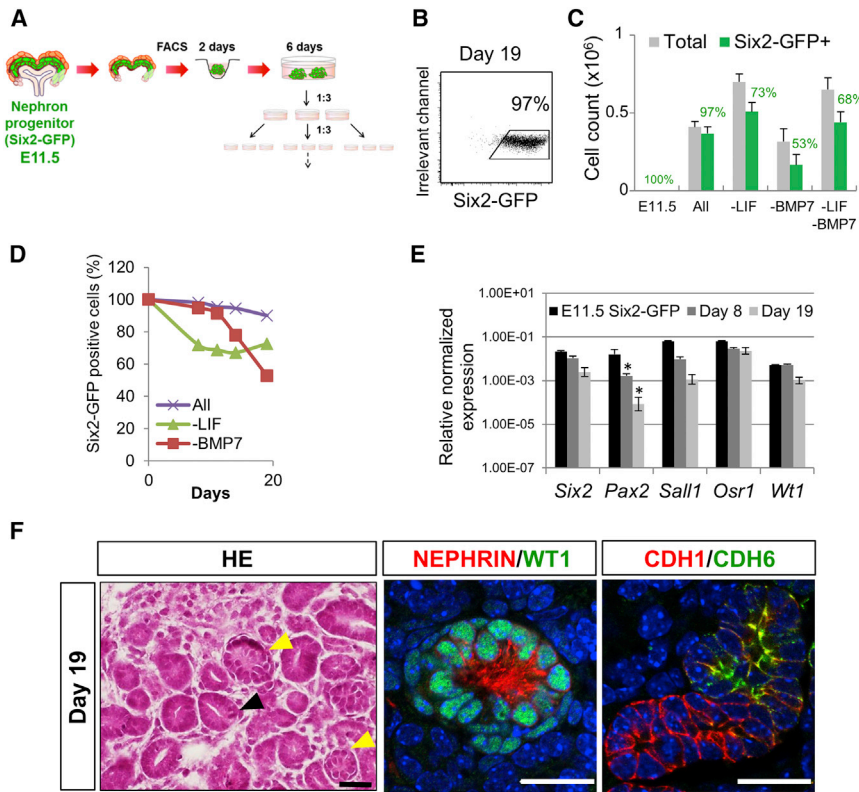 A
FACS 2 days 6 days
Nephron
progenitor
(Six2-GFP)
E11.5
1:3
1:3
B
Day 19
97%
Irrelevant channel
Six2-GFP
C
Total Six2-GFP+
Cell count (x10⁶)
1
0.5
0
100%
97%
73%
53%
68%
E11.5 All -LIF -BMP7 -LIF
-BMP7
D
Six2-GFP positive cells (%)
120
100
80
60
40
20
0
All
-LIF
-BMP7
0 20
Days
E
Relative normalized
expression
1.00E+01
1.00E-01
1.00E-03
1.00E-05
1.00E-07
E11.5 Six2-GFP Day 8 Day 19
*
*
Six2 Pax2 Sall1 Osr1 Wt1
F
HE
NEPHRIN/WT1
CDH1/CDH6
Day 19